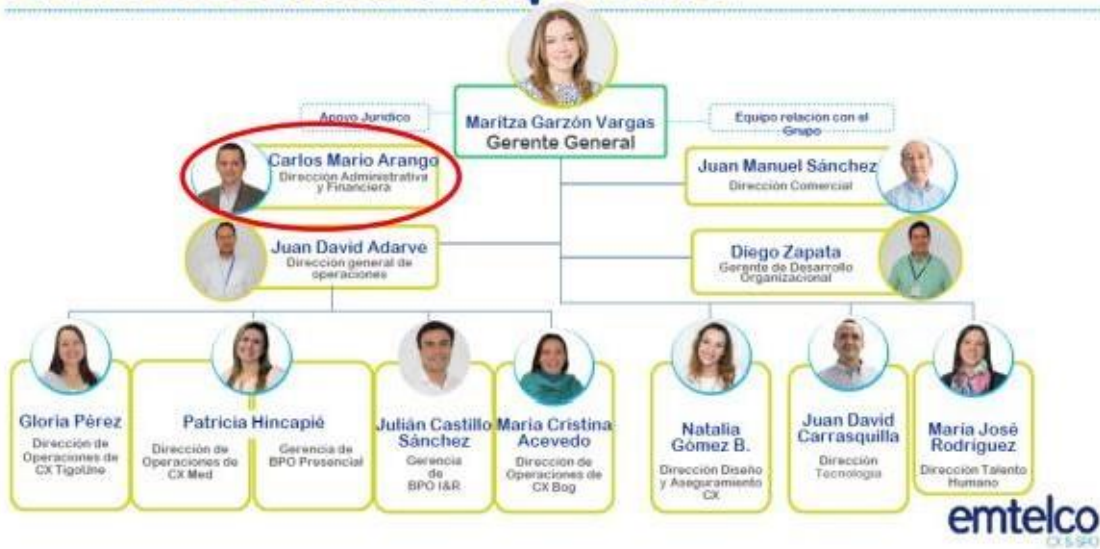 Apoyo Jurídico
Maritza Garzón Vargas
Gerente General
Equipo relación con el
Grupo
Carlos Mario Arango
Dirección Administrativa
y Financiera
Juan Manuel Sánchez
Dirección Comercial
Juan David Adarve
Dirección general de
operaciones
Diego Zapata
Gerente de Desarrollo
Organizacional
Gloria Pérez
Dirección de
Operaciones de
CX TigoUne
Patricia Hincapié
Dirección de
Operaciones de
CX Med
Gerencia de
BPO Presencial
Julián Castillo
Sánchez
Gerencia
de
BPO I&R
María Cristina
Acevedo
Dirección de
Operaciones de
CX Bog
Natalia
Gómez B.
Dirección Diseño
y Aseguramiento
CX
Juan David
Carrasquilla
Dirección
Tecnología
María José
Rodríguez
Dirección Talento
Humano
emtelco
CX & BPO